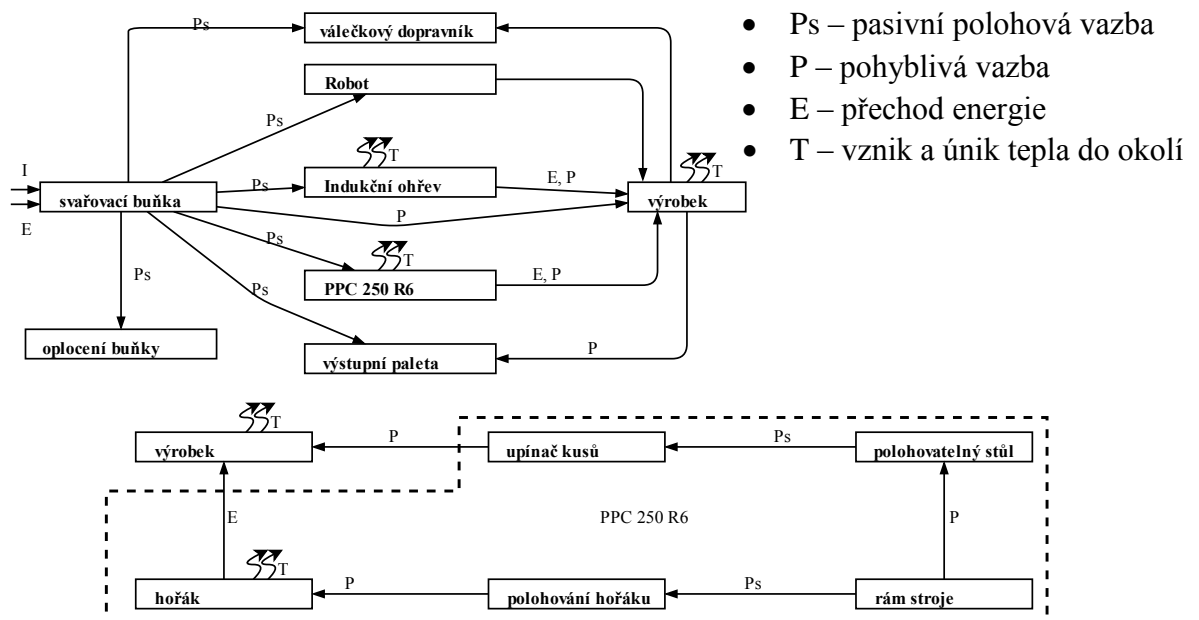 Ps
válečkový dopravník
Robot
Ps
T
I
Indukční ohřev
Ps
E, P
T
svařovací buňka
výrobek
E
P
Ps
T
E, P
PPC 250 R6
Ps
Ps
oplocení buňky
P
výstupní paleta
• Ps – pasivní polohová vazba
• P – pohyblivá vazba
• E – přechod energie
• T – vznik a únik tepla do okolí
T
výrobek
P
upínač kusů
Ps
polohovatelný stůl
E
PPC 250 R6
P
T
hořák
P
polohování hořáku
Ps
rám stroje